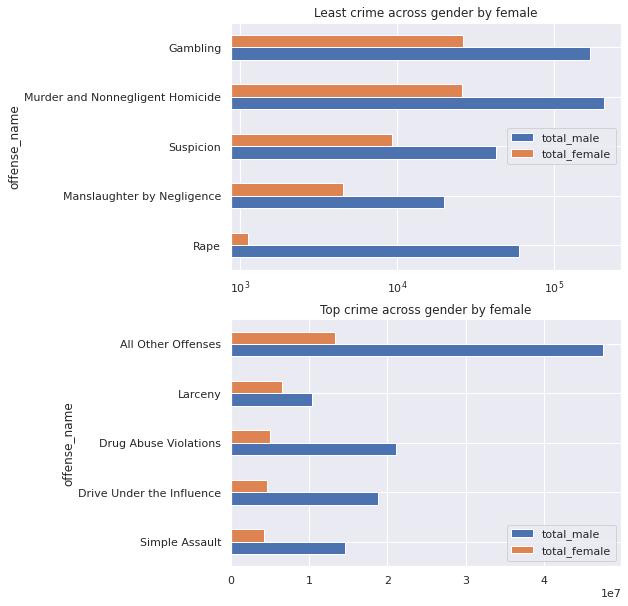 Least crime across gender by female
offense_name
Gambling
Murder and Nonnegligent Homicide
Suspicion
Manslaughter by Negligence
Rape
total_male
total_female
10³ 10⁴ 10⁵
Top crime across gender by female
offense_name
All Other Offenses
Larceny
Drug Abuse Violations
Drive Under the Influence
Simple Assault
total_male
total_female
0 1 2 3 4
1e7